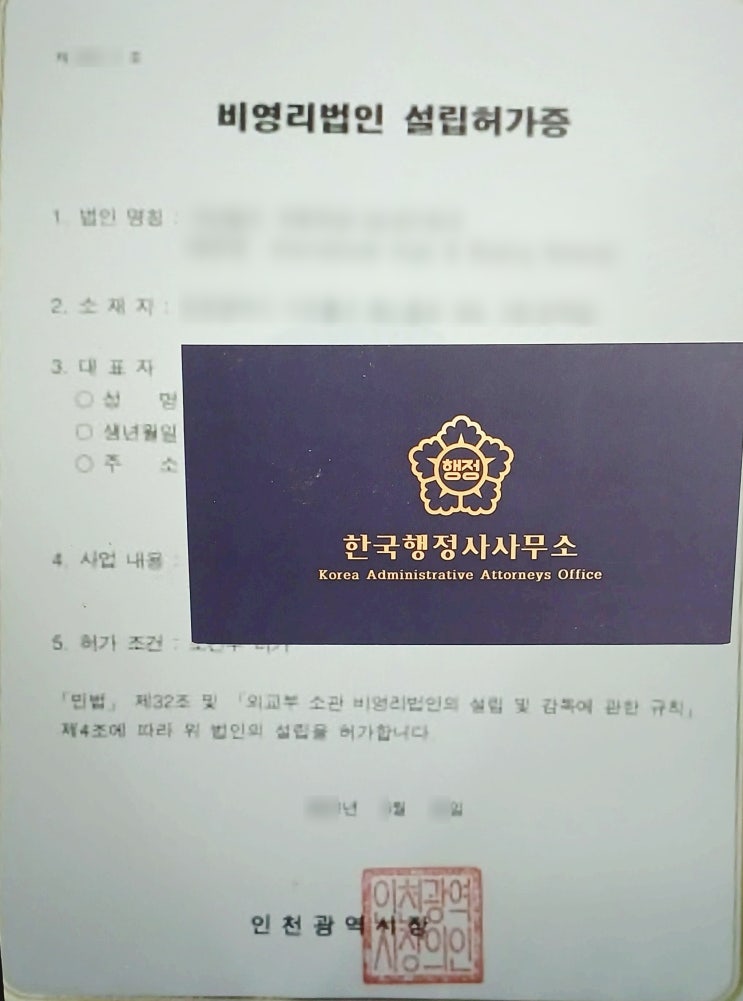 제 호
비영리법인 설립허가증
1. 법인 명칭 :
2. 소 재 지 :
3. 대 표 자
○ 성 명
○ 생년월일
○ 주 소
행정
한국행정사사무소
Korea Administrative Attorneys Office
4. 사업 내용 :
5. 허가 조건 :
「민법」 제32조 및 「외교부 소관 비영리법인의 설립 및 감독에 관한 규칙」
제4조에 따라 위 법인의 설립을 허가합니다
년 월 일
인천광역시장
인천광역
시장의인